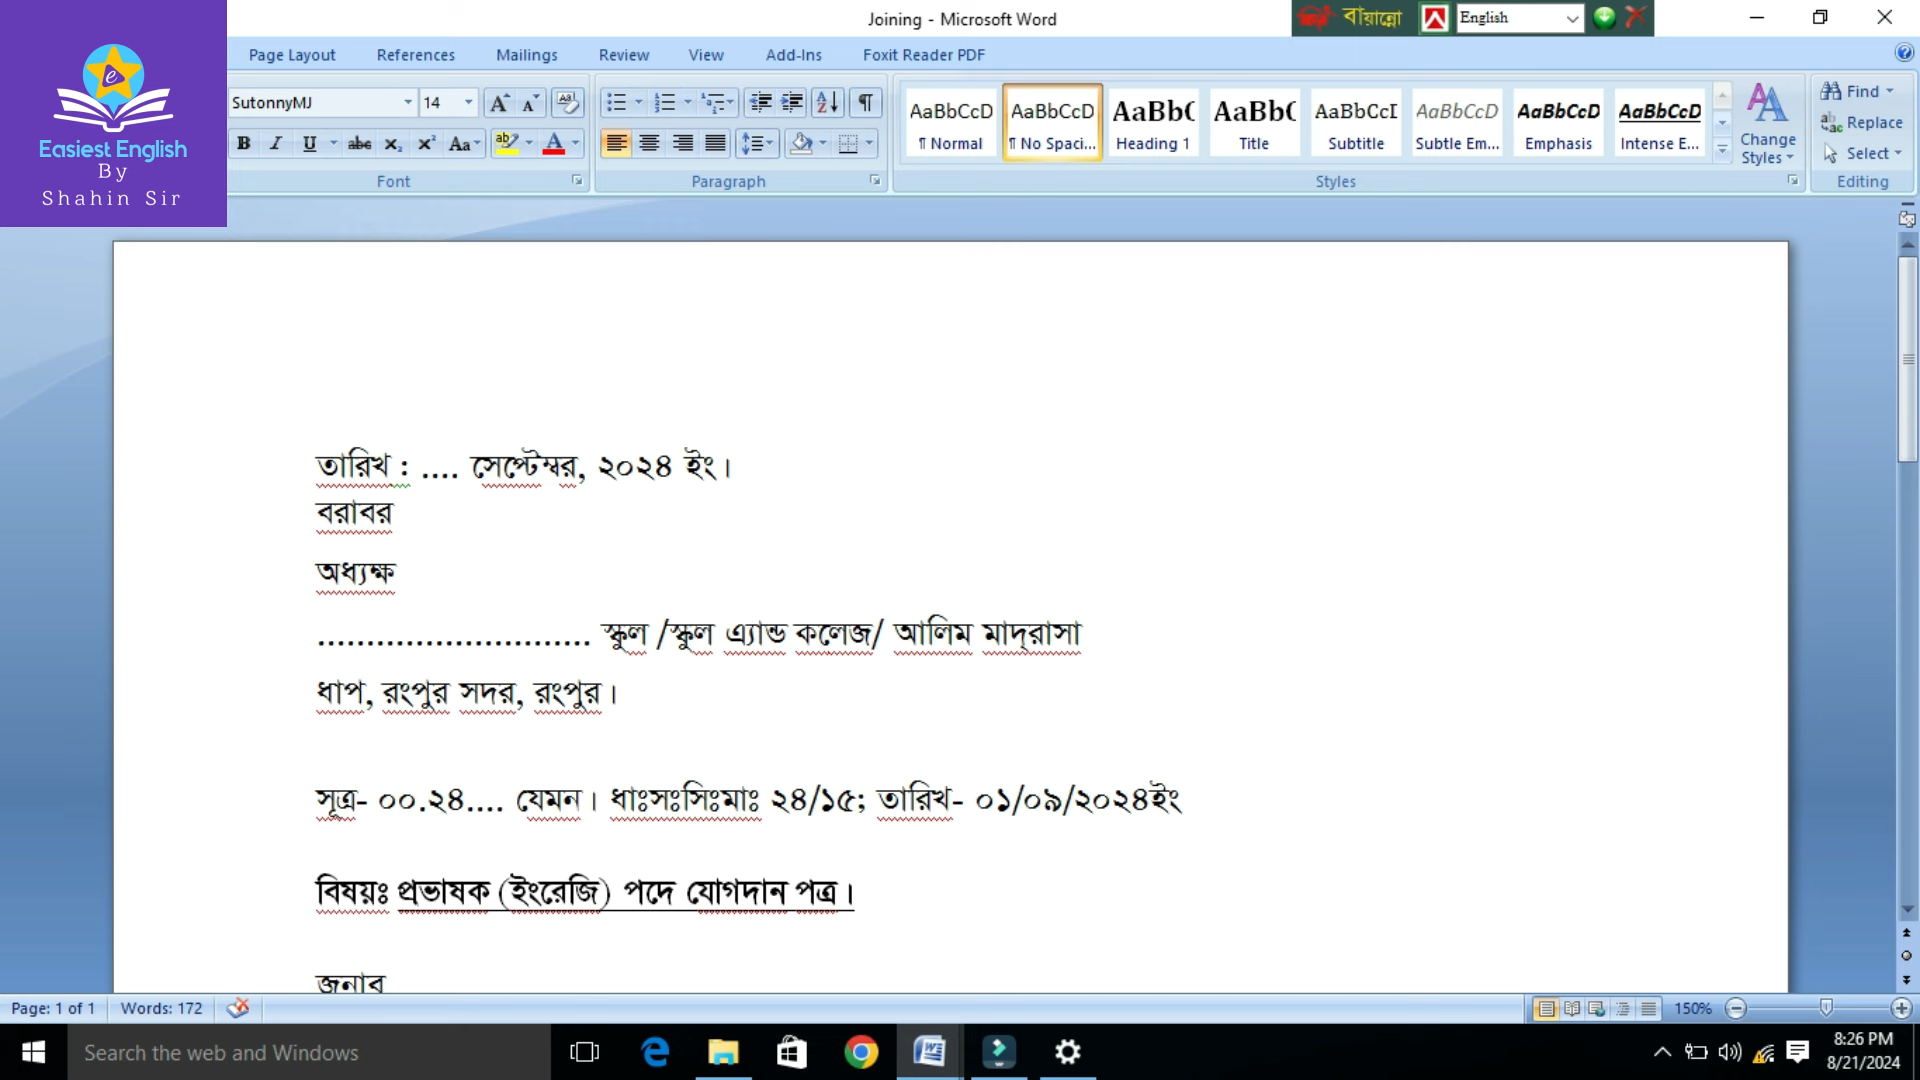 Joining - Microsoft Word
বায়ান্নো
English
Page Layout References Mailings Review View Add-Ins Foxit Reader PDF
SutonnyMJ 14
AaBbCcD AaBbCcD AaBbC AaBbC AaBbCcI AaBbCcD AaBbCcD AaBbCcD
¶ Normal ¶ No Spaci... Heading 1 Title Subtitle Subtle Em... Emphasis Intense E...
Change Styles
Find
Replace
Select
Font Paragraph Styles Editing
Easiest English
By
Shahin Sir
তারিখ : .... সেপ্টেম্বর, ২০২৪ ইং।
বরাবর
অধ্যক্ষ
............................ স্কুল /স্কুল এ্যান্ড কলেজ/ আলিম মাদ্‌রাসা
ধাপ, রংপুর সদর, রংপুর।
সূত্র- ০০.২৪.... যেমন। ধাঃসঃসিঃমাঃ ২৪/১৫; তারিখ- ০১/০৯/২০২৪ইং
বিষয়ঃ প্রভাষক (ইংরেজি) পদে যোগদান পত্র।
জনাব
Page: 1 of 1 Words: 172 150%
Search the web and Windows
8:26 PM
8/21/2024